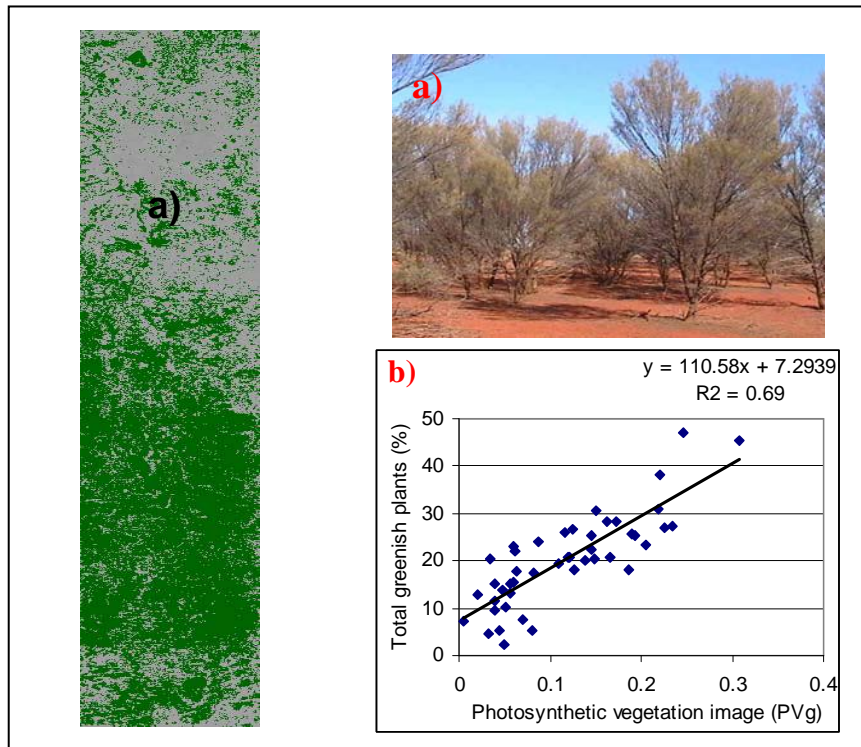 a)
a)
b)
y = 110.58x + 7.2939
R2 = 0.69
Total greenish plants (%)
50
40
30
20
10
0
0 0.1 0.2 0.3 0.4
Photosynthetic vegetation image (PVg)